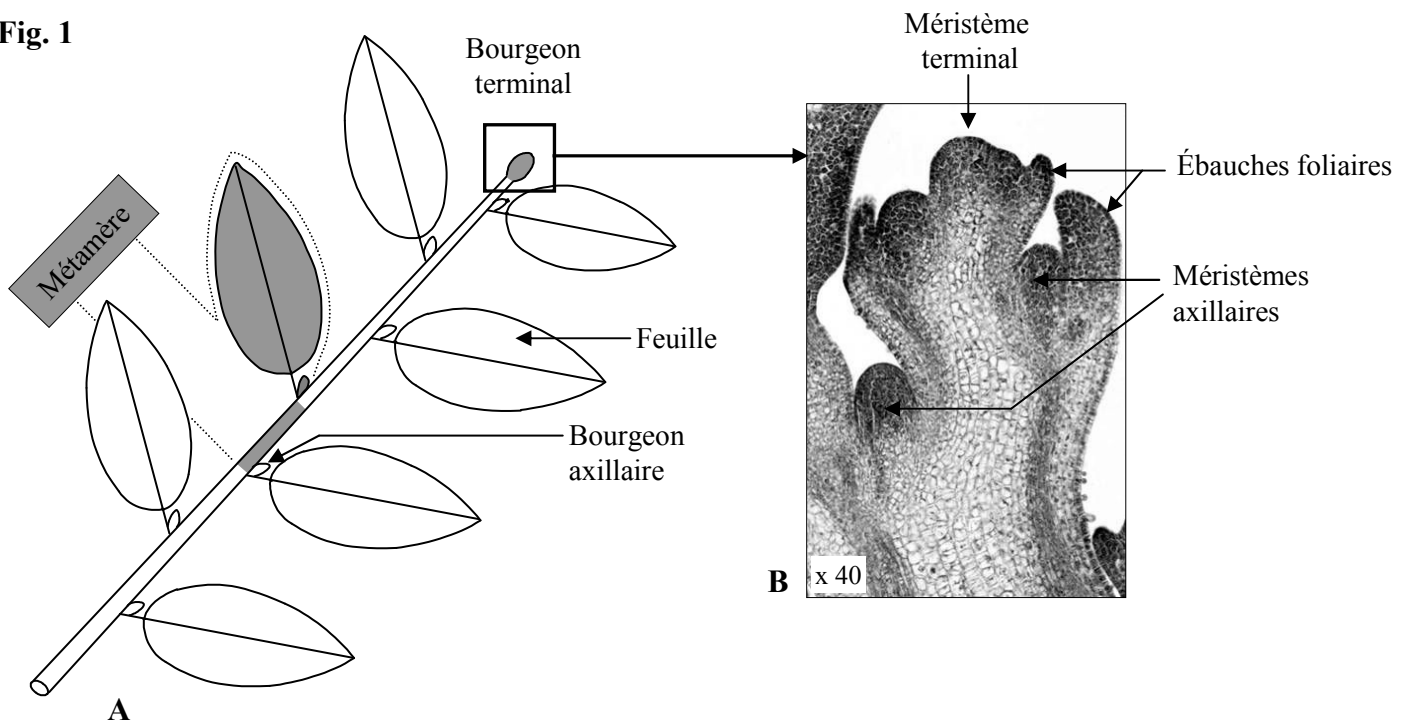 Fig. 1
Méristème
terminal
Bourgeon
terminal
Ébauches foliaires
Métamère
Méristèmes
axillaires
Feuille
Bourgeon
axillaire
B
x 40
A